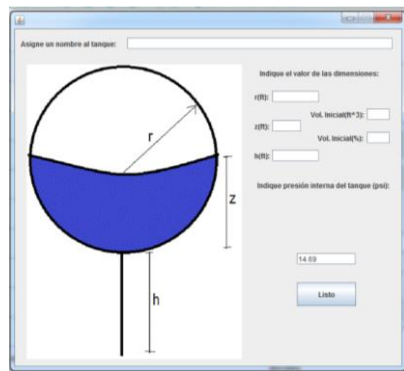 Asigne un nombre al tanque:
Indique el valor de las dimensiones:
r(ft):
Vol. Inicial(ft^3):
z(ft):
Vol. Inicial(%):
h(ft):
Indique presión interna del tanque (psi):
14.69
Listo
r
z
h